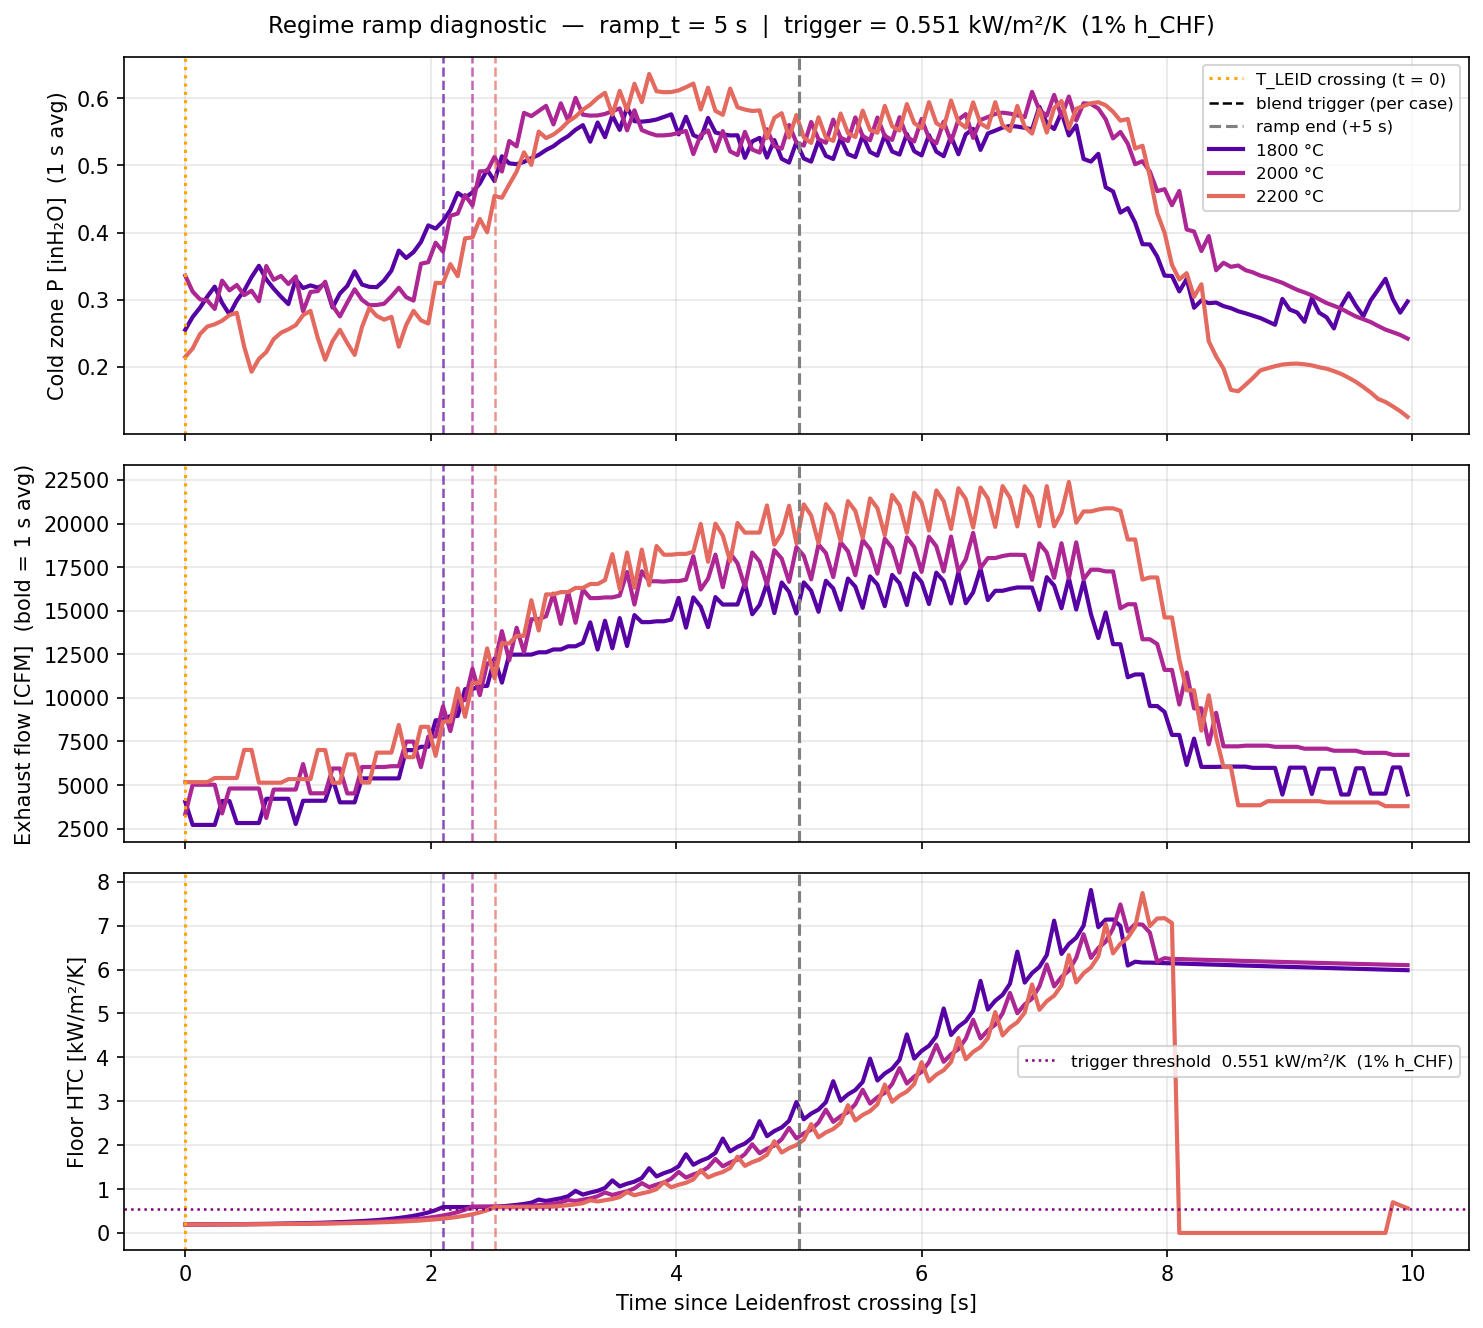 Regime ramp diagnostic — ramp_t = 5 s | trigger = 0.551 kW/m²/K (1% h_CHF)
Cold zone P [inH₂O] (1 s avg)
0.6
0.5
0.4
0.3
0.2
T_LEID crossing (t = 0)
blend trigger (per case)
ramp end (+5 s)
1800 °C
2000 °C
2200 °C
Exhaust flow [CFM] (bold = 1 s avg)
22500
20000
17500
15000
12500
10000
7500
5000
2500
Floor HTC [kW/m²/K]
8
7
6
5
4
3
2
1
0
trigger threshold 0.551 kW/m²/K (1% h_CHF)
0 2 4 6 8 10
Time since Leidenfrost crossing [s]